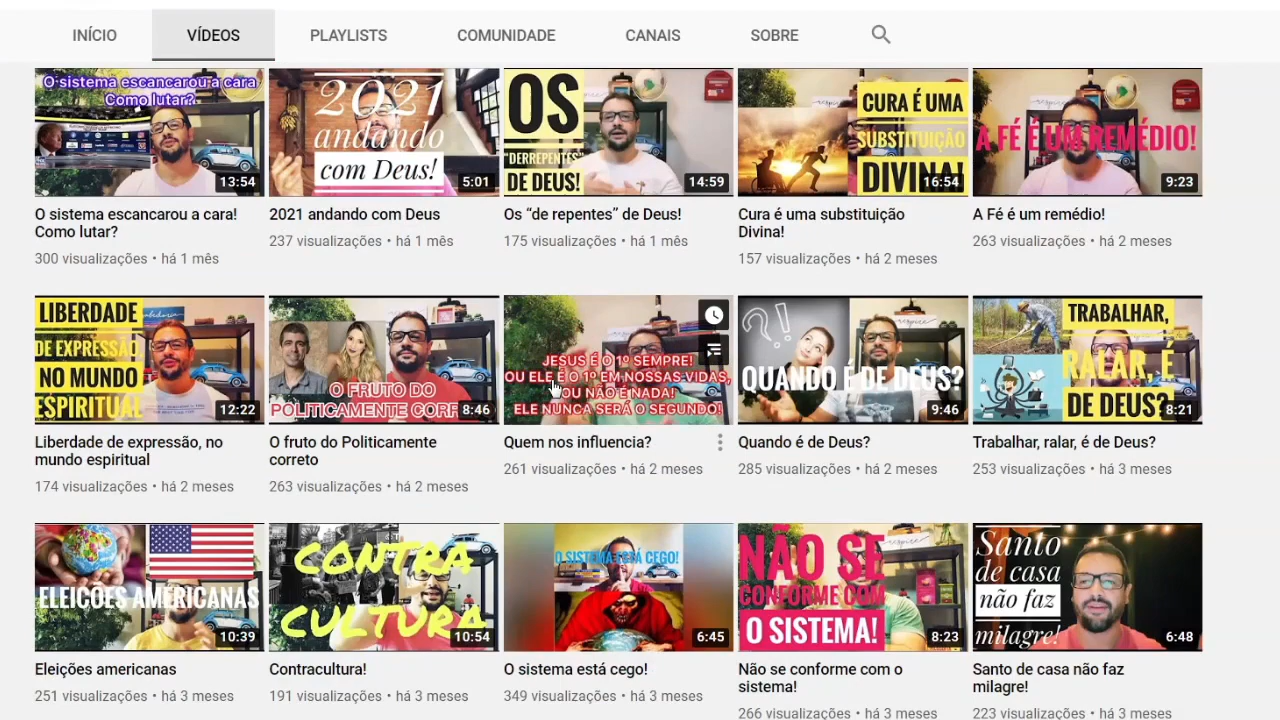 INÍCIO VÍDEOS PLAYLISTS COMUNIDADE CANAIS SOBRE
O sistema escancarou a cara
Como lutar?
13:54
2021
andando
com Deus!
5:01
OS
"DERREPENTES"
DE DEUS!
14:59
CURA É UMA
SUBSTITUIÇÃO
DIVINA!
16:54
A FÉ É UM REMÉDIO!
9:23
O sistema escancarou a cara!
Como lutar?
300 visualizações • há 1 mês
2021 andando com Deus
237 visualizações • há 1 mês
Os “de repentes” de Deus!
175 visualizações • há 1 mês
Cura é uma substituição
Divina!
157 visualizações • há 2 meses
A Fé é um remédio!
263 visualizações • há 2 meses
LIBERDADE
DE EXPRESSÃO
NO MUNDO
ESPIRITUAL
12:22
O FRUTO DO
POLITICAMENTE CORR
8:46
JESUS É O 1º SEMPRE!
OU ELE É O 1º EM NOSSAS VIDAS,
OU NÃO É NADA!
ELE NUNCA SERÁ O SEGUNDO!
respire
QUANDO É DE DEUS?
9:46
TRABALHAR,
RALAR, É
DE DEUS?
8:21
Liberdade de expressão, no
mundo espiritual
174 visualizações • há 2 meses
O fruto do Politicamente
correto
263 visualizações • há 2 meses
Quem nos influencia?
261 visualizações • há 2 meses
Quando é de Deus?
285 visualizações • há 2 meses
Trabalhar, ralar, é de Deus?
253 visualizações • há 3 meses
ELEIÇÕES AMERICANAS
10:39
CONTRA
CULTURA
10:54
O SISTEMA ESTÁ CEGO!
6:45
respire
NÃO SE
CONFORME COM
O SISTEMA!
8:23
Santo
de casa
não faz
milagre!
6:48
Eleições americanas
251 visualizações • há 3 meses
Contracultura!
191 visualizações • há 3 meses
O sistema está cego!
349 visualizações • há 3 meses
Não se conforme com o
sistema!
266 visualizações • há 3 meses
Santo de casa não faz
milagre!
223 visualizações • há 3 meses